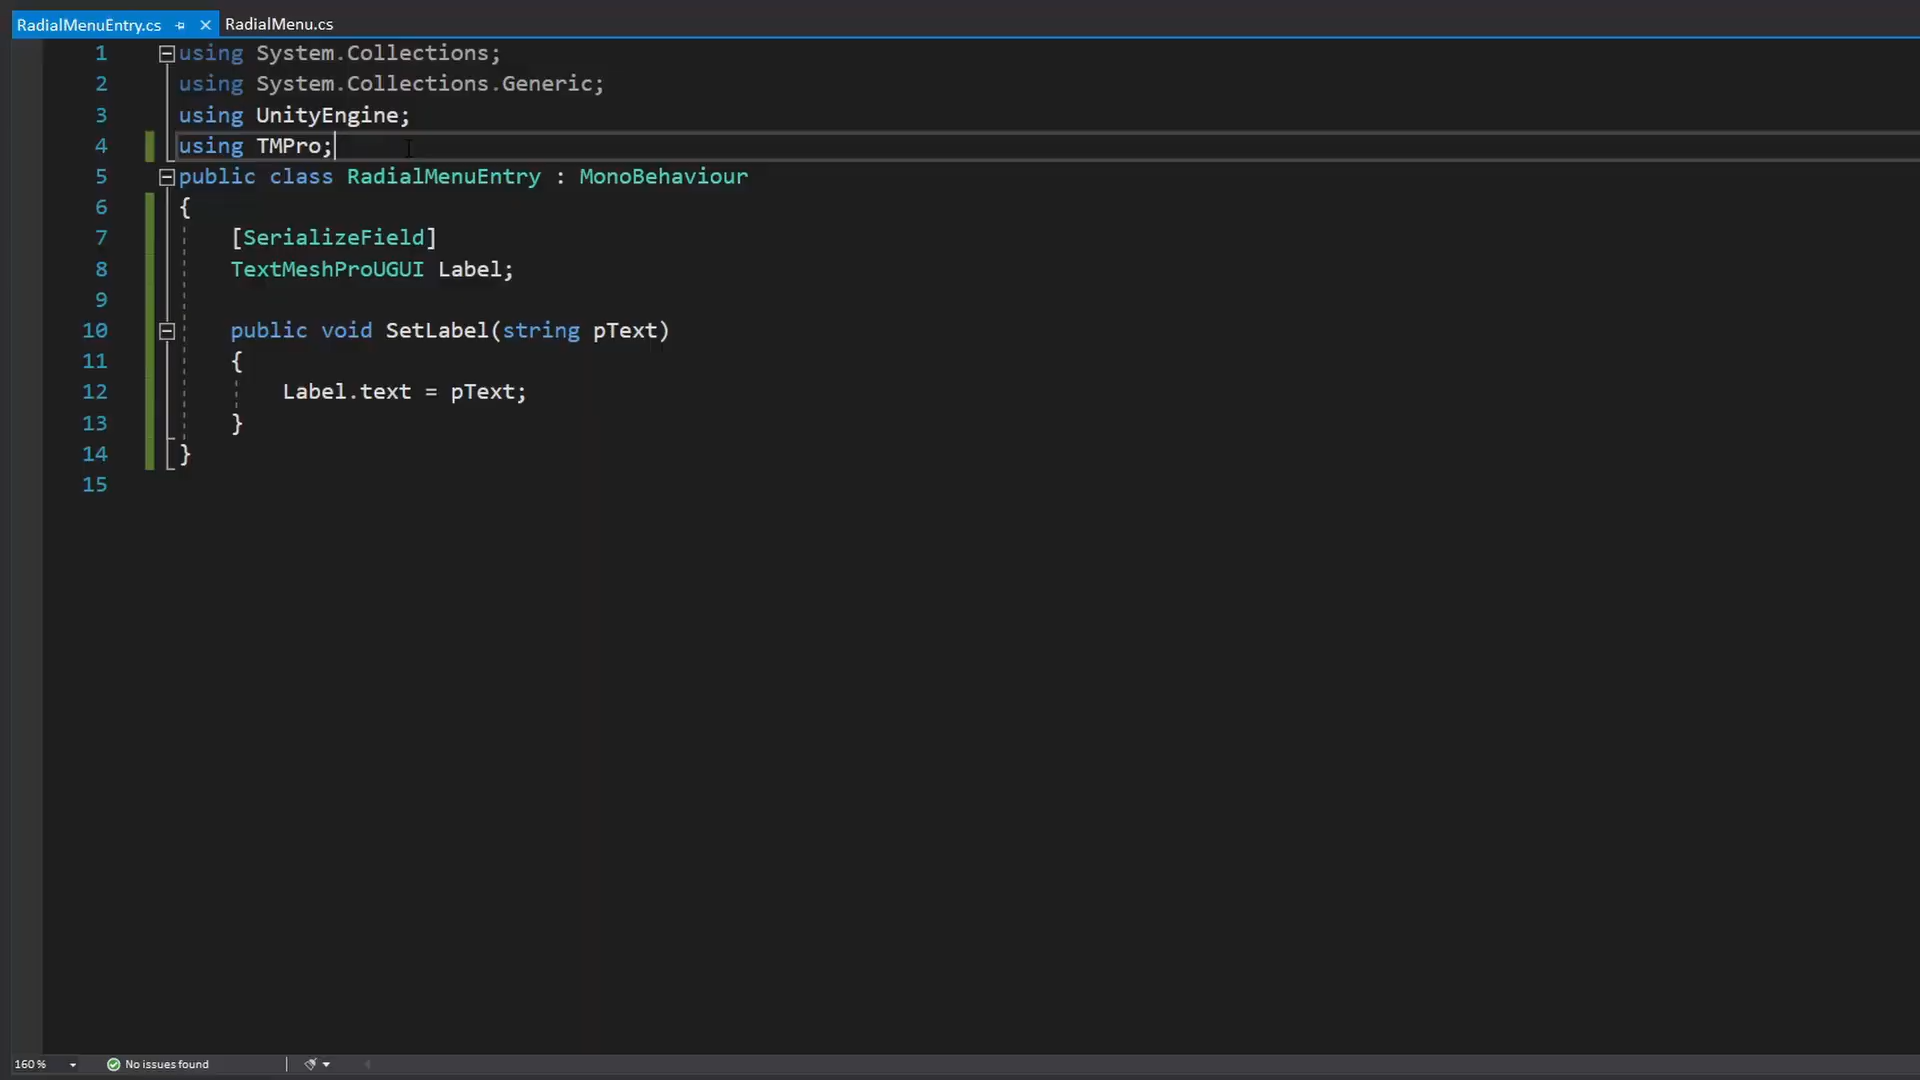 RadialMenuEntry.cs RadialMenu.cs
1 using System.Collections;
2 using System.Collections.Generic;
3 using UnityEngine;
4 using TMPro;
5 public class RadialMenuEntry : MonoBehaviour
6 {
7 [SerializeField]
8 TextMeshProUGUI Label;
9
10 public void SetLabel(string pText)
11 {
12 Label.text = pText;
13 }
14 }
15
160 % No issues found